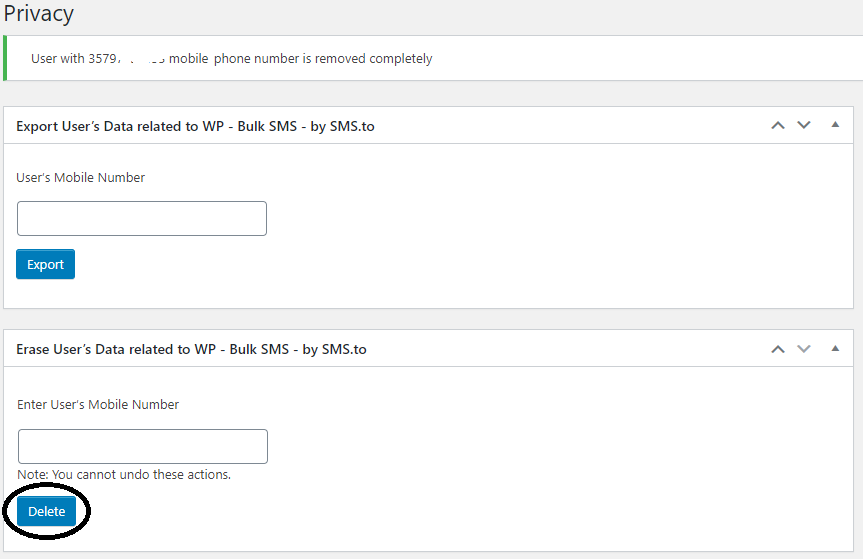 Privacy
User with 3579 mobile phone number is removed completely
Export User’s Data related to WP - Bulk SMS - by SMS.to
User's Mobile Number
Export
Erase User’s Data related to WP - Bulk SMS - by SMS.to
Enter User's Mobile Number
Note: You cannot undo these actions.
Delete